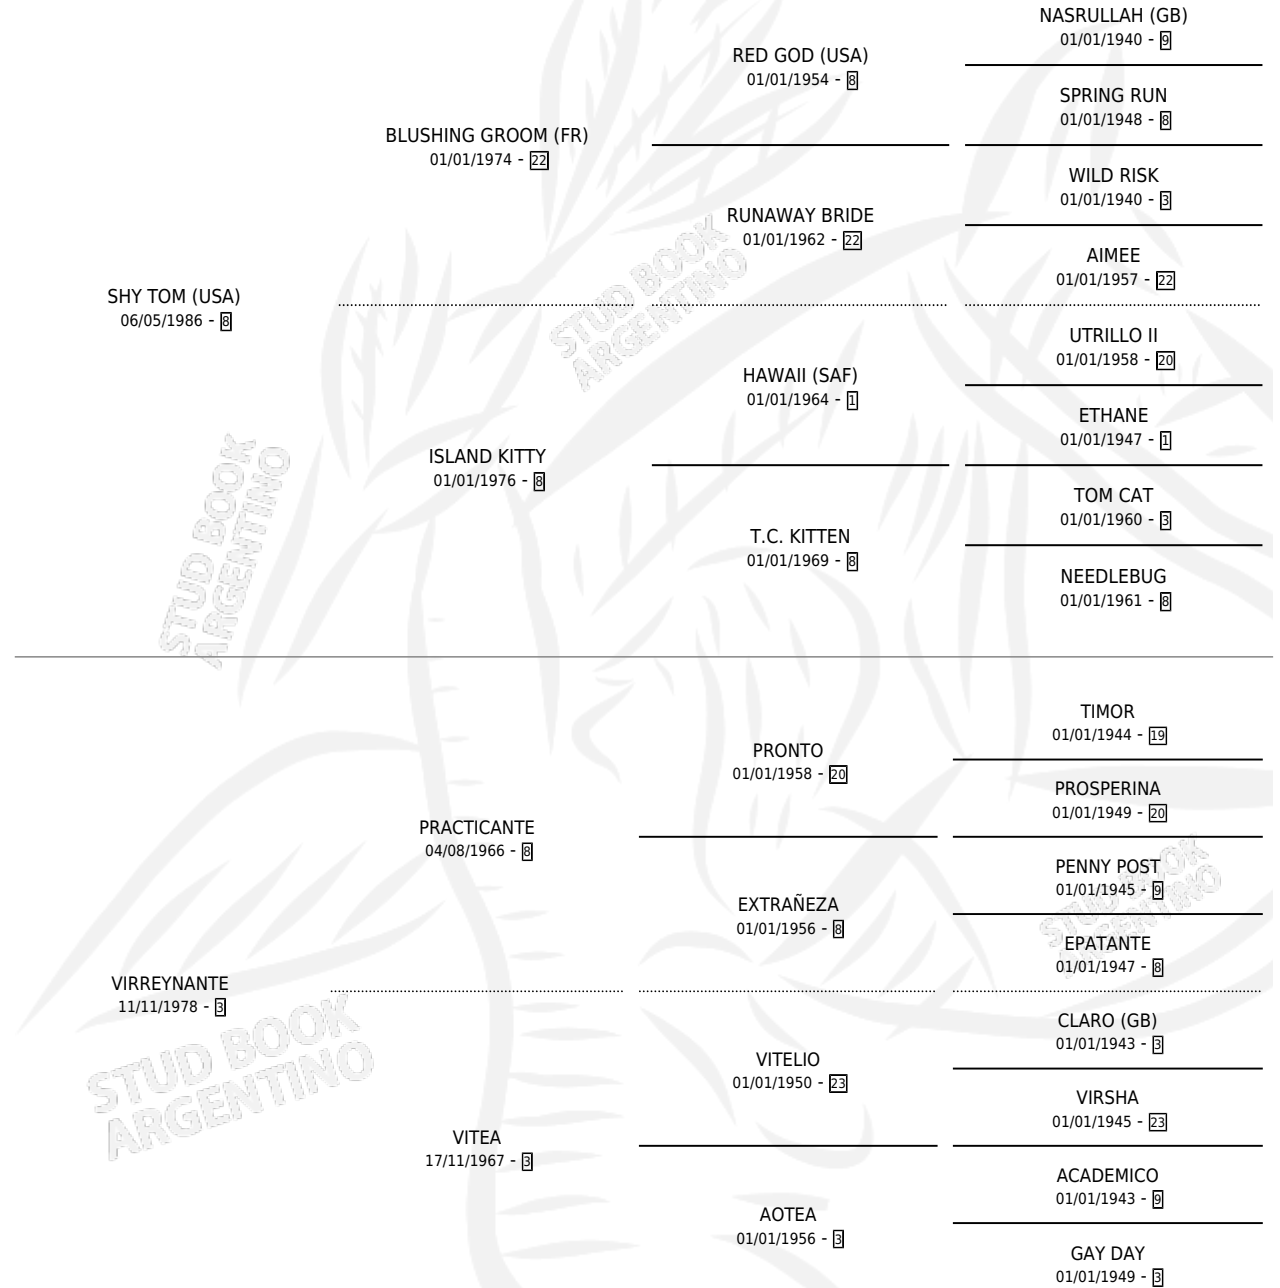 NASRULLAH (GB)
01/01/1940 - 9
RED GOD (USA)
01/01/1954 - 8
SPRING RUN
01/01/1948 - 8
BLUSHING GROOM (FR)
01/01/1974 - 22
WILD RISK
01/01/1940 - 3
RUNAWAY BRIDE
01/01/1962 - 22
AIMEE
01/01/1957 - 22
SHY TOM (USA)
06/05/1986 - 8
UTRILLO II
01/01/1958 - 20
HAWAII (SAF)
01/01/1964 - 1
ETHANE
01/01/1947 - 1
ISLAND KITTY
01/01/1976 - 8
TOM CAT
01/01/1960 - 3
T.C. KITTEN
01/01/1969 - 8
NEEDLEBUG
01/01/1961 - 8
TIMOR
01/01/1944 - 19
PRONTO
01/01/1958 - 20
PROSPERINA
01/01/1949 - 20
PRACTICANTE
04/08/1966 - 8
PENNY POST
01/01/1945 - 9
EXTRAÑEZA
01/01/1956 - 8
EPATANTE
01/01/1947 - 8
VIRREYNANTE
11/11/1978 - 3
CLARO (GB)
01/01/1943 - 3
VITELIO
01/01/1950 - 23
VIRSHA
01/01/1945 - 23
VITEA
17/11/1967 - 3
ACADEMICO
01/01/1943 - 9
AOTEA
01/01/1956 - 3
GAY DAY
01/01/1949 - 3
STUD BOOK
ARGENTINO
STUD BOOK
ARGENTINO
STUD BOOK
ARGENTINO
STUD BOOK
ARGENTINO